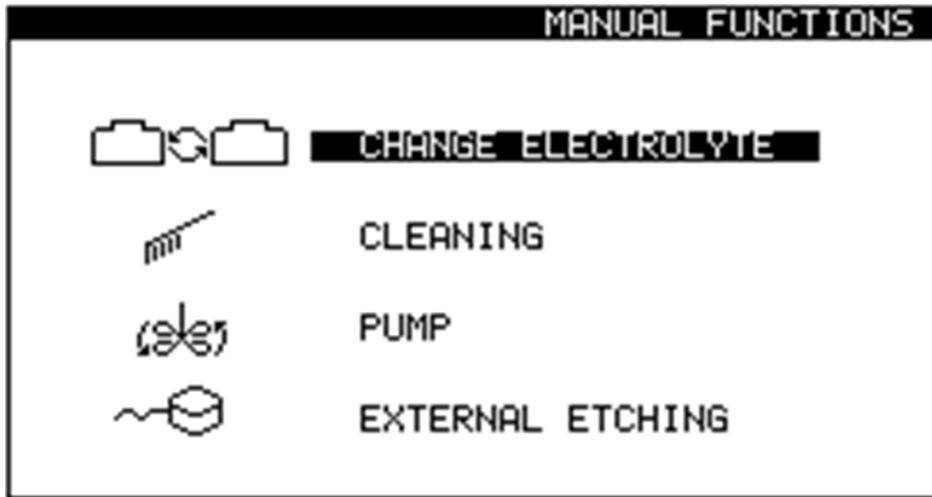 MANUAL FUNCTIONS
CHANGE ELECTROLYTE
CLEANING
PUMP
EXTERNAL ETCHING